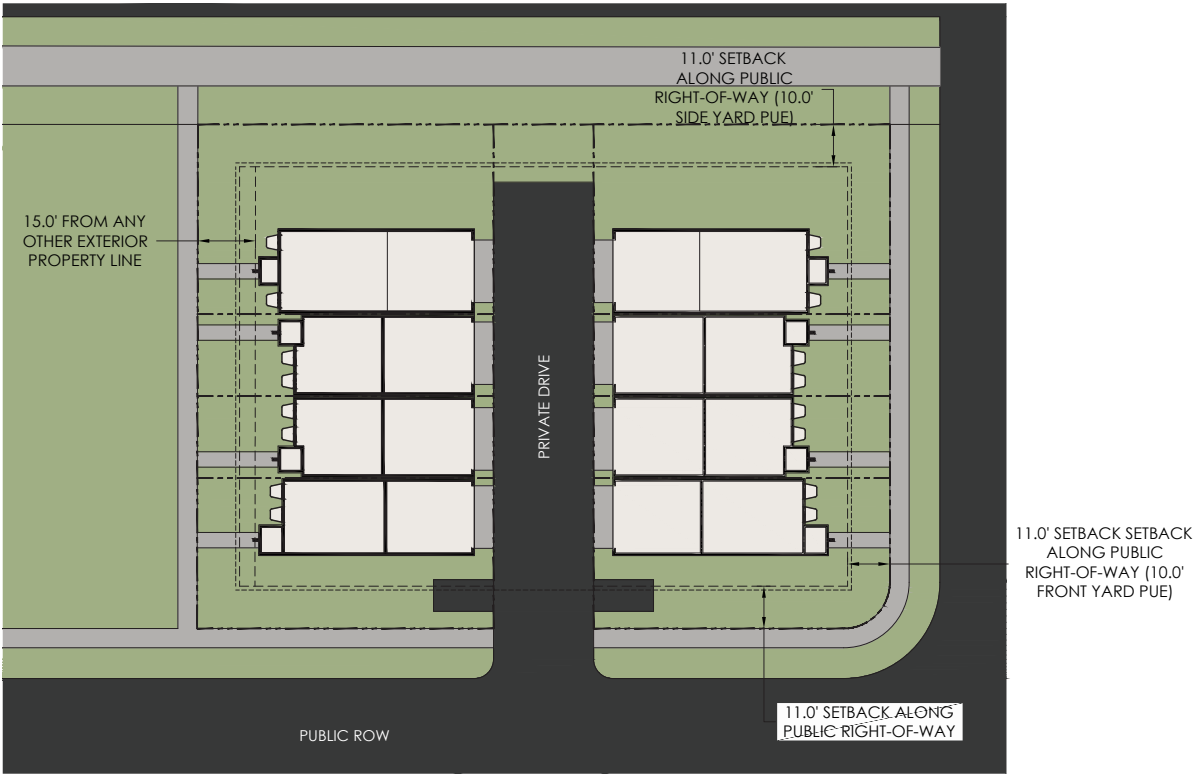 11.0' SETBACK
ALONG PUBLIC
RIGHT-OF-WAY (10.0'
SIDE YARD PUE)
15.0' FROM ANY
OTHER EXTERIOR
PROPERTY LINE
PRIVATE DRIVE
11.0' SETBACK SETBACK
ALONG PUBLIC
RIGHT-OF-WAY (10.0'
FRONT YARD PUE)
11.0' SETBACK ALONG
PUBLIC RIGHT-OF-WAY
PUBLIC ROW